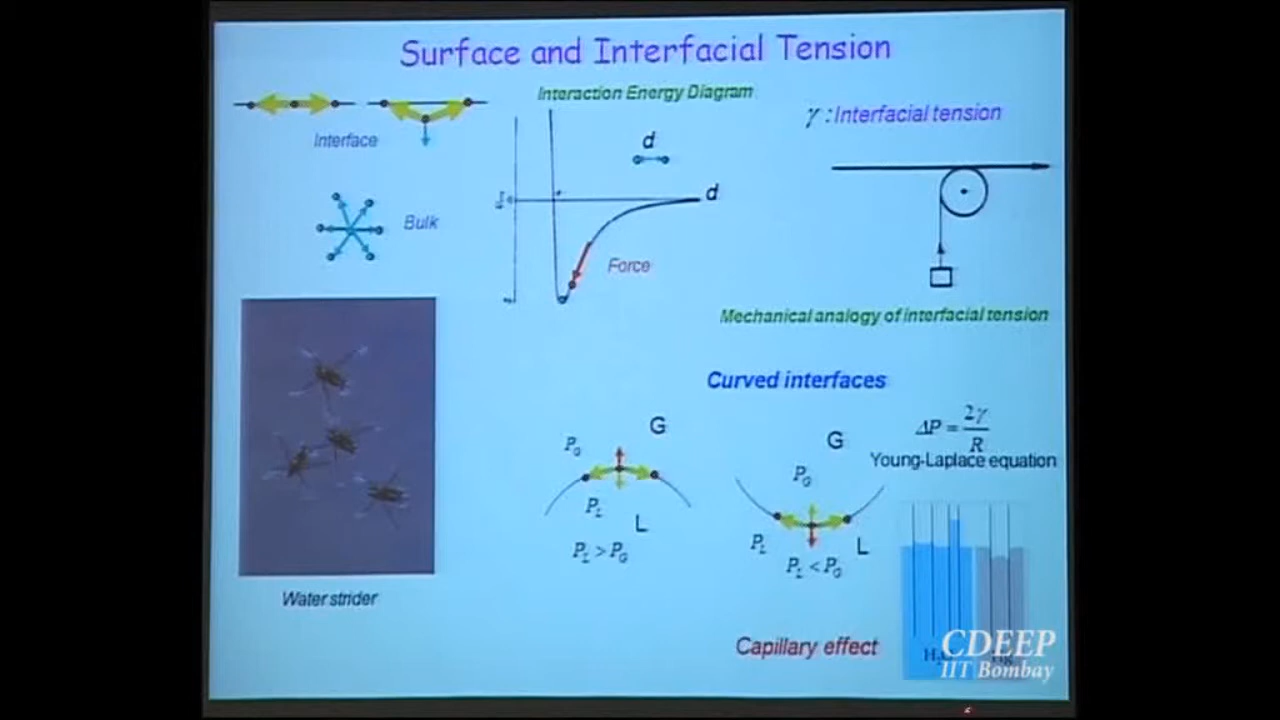 Surface and Interfacial Tension
Interaction Energy Diagram
γ : Interfacial tension
Interface
d
d
Bulk
Force
Mechanical analogy of interfacial tension
Curved interfaces
G
P_G
P_L
L
P_L > P_G
G
P_G
P_L
L
P_L < P_G
ΔP = 2γ / R
Young-Laplace equation
Water strider
Capillary effect
CDEEP
IIT Bombay